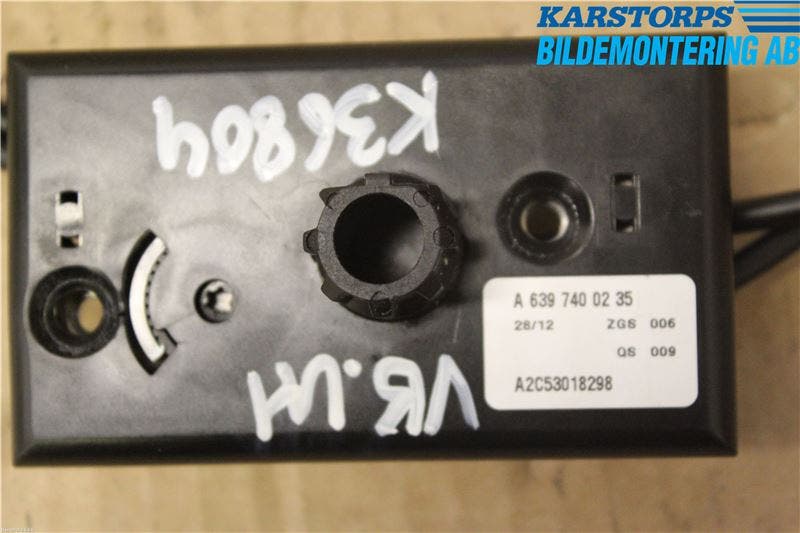 KARSTORPS
BILDEMONTERING AB
K36804
A 639 740 02 35
28/12 ZGS 006
QS 009
A2C53018298
VB.UH